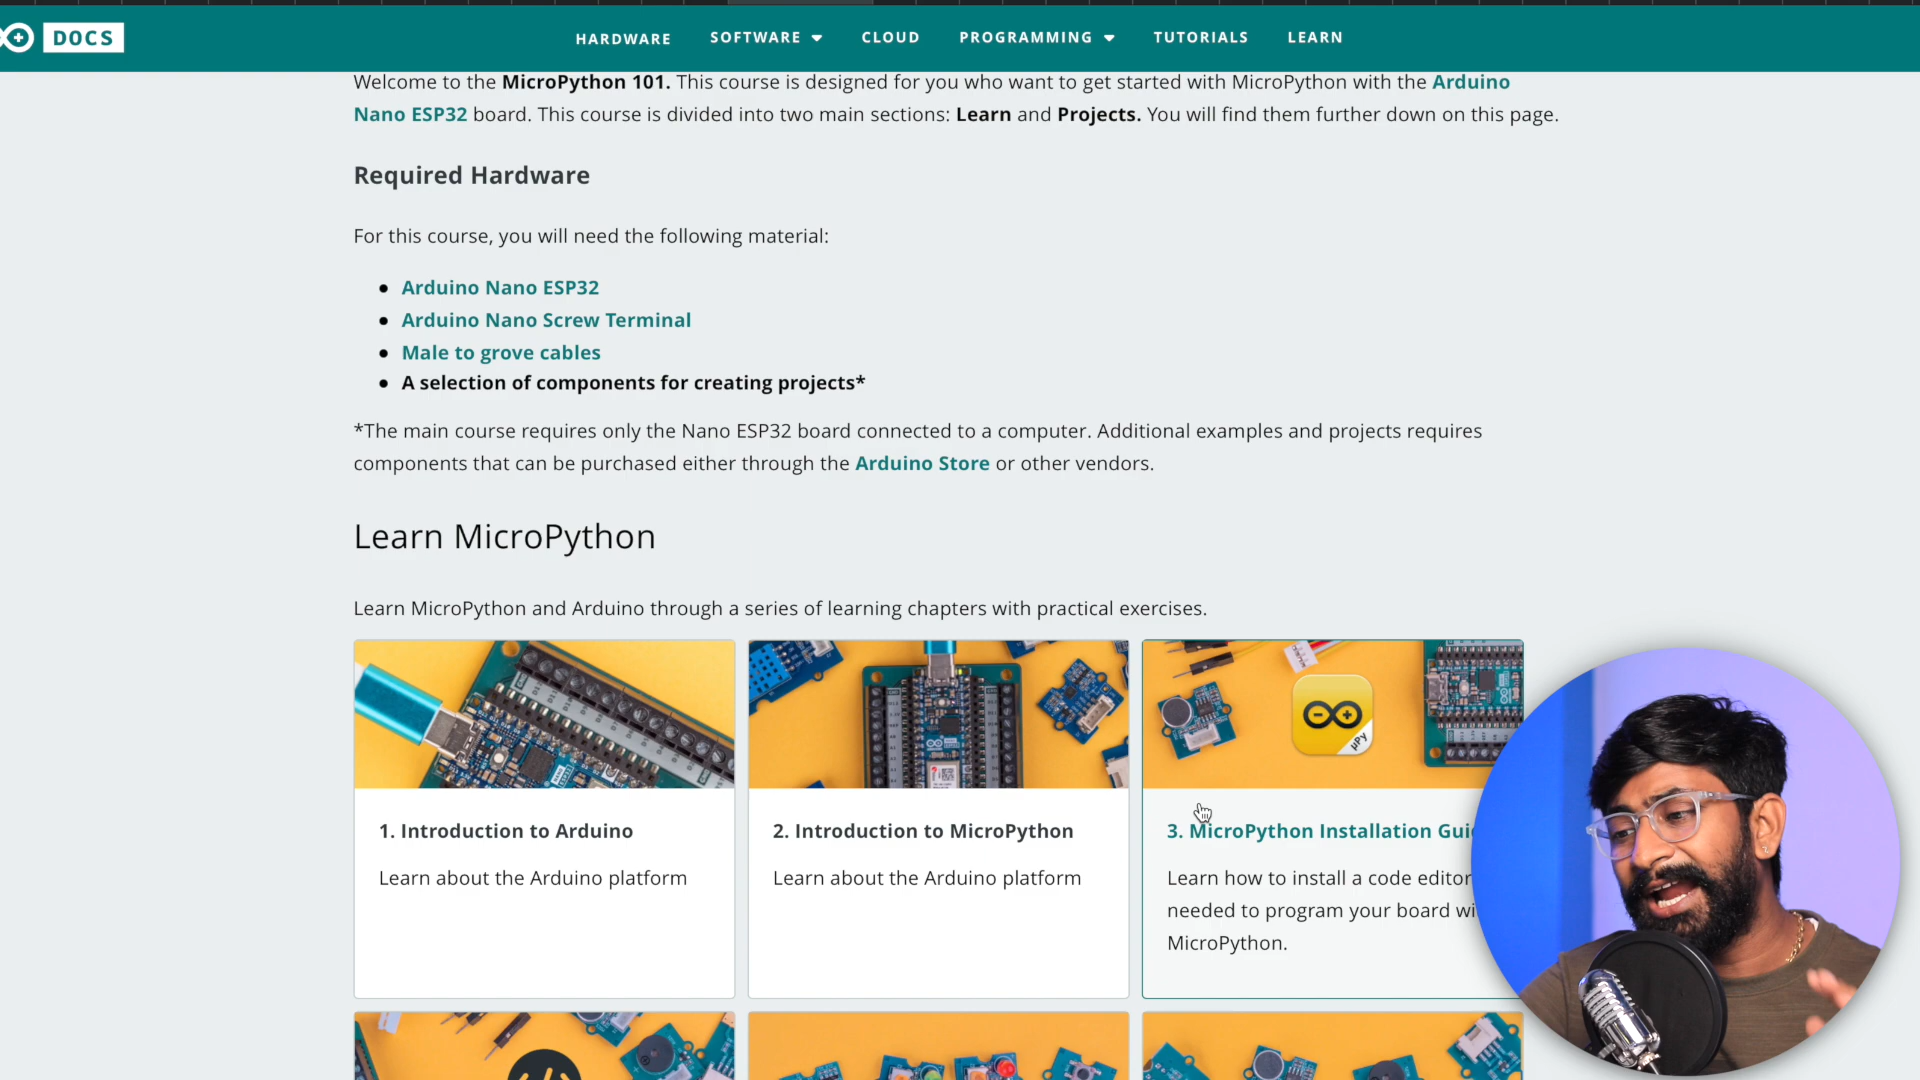 DOCS
HARDWARE SOFTWARE CLOUD PROGRAMMING TUTORIALS LEARN
Welcome to the MicroPython 101. This course is designed for you who want to get started with MicroPython with the Arduino
Nano ESP32 board. This course is divided into two main sections: Learn and Projects. You will find them further down on this page.
Required Hardware
For this course, you will need the following material:
Arduino Nano ESP32
Arduino Nano Screw Terminal
Male to grove cables
A selection of components for creating projects*
*The main course requires only the Nano ESP32 board connected to a computer. Additional examples and projects requires
components that can be purchased either through the Arduino Store or other vendors.
Learn MicroPython
Learn MicroPython and Arduino through a series of learning chapters with practical exercises.
µPy
1. Introduction to Arduino
Learn about the Arduino platform
2. Introduction to MicroPython
Learn about the Arduino platform
3. MicroPython Installation
Learn how to install a code editor
needed to program your board
MicroPython.